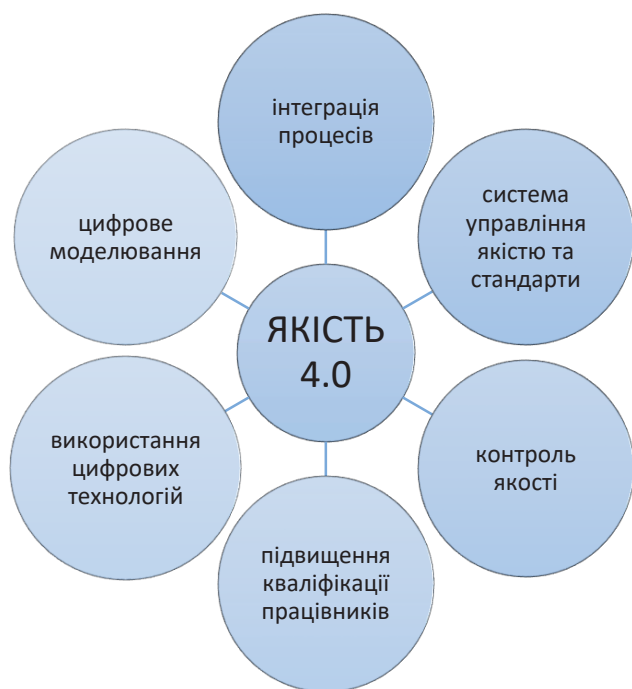 інтеграція
процесів
система
управління
якістю та
стандарти
контроль
якості
підвищення
кваліфікації
працівників
використання
цифрових
технологій
цифрове
моделювання
ЯКІСТЬ
4.0